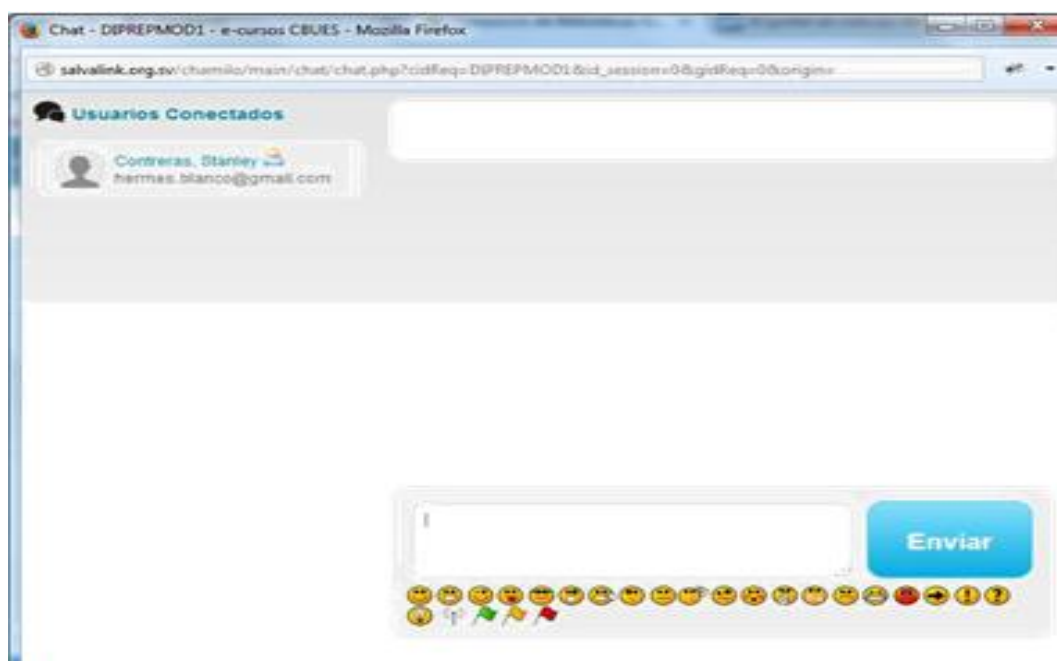 Chat - DIPREPMOD1 - e-cursos CBUES - Mozilla Firefox
salvalink.org.sv/chamilo/main/chat/chat.php?cidReq=DIPREPMOD1&id_session=0&gidReq=0&origin=
Usuarios Conectados
Contreras, Stanley
hermes.blanco@gmail.com
Enviar